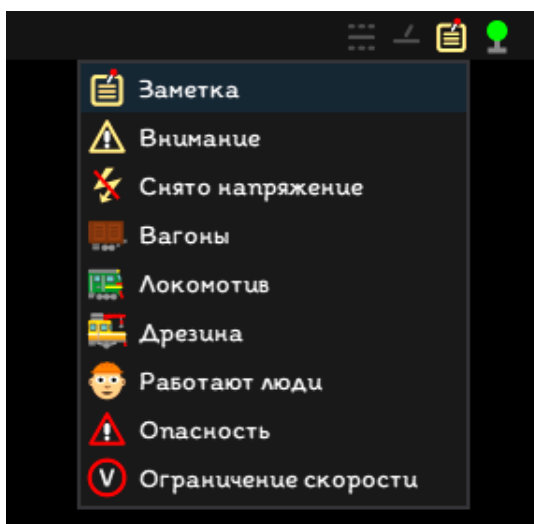 Заметка
Внимание
Снято напряжение
Вагоны
Локомотив
Дрезина
Работают люди
Опасность
V Ограничение скорости